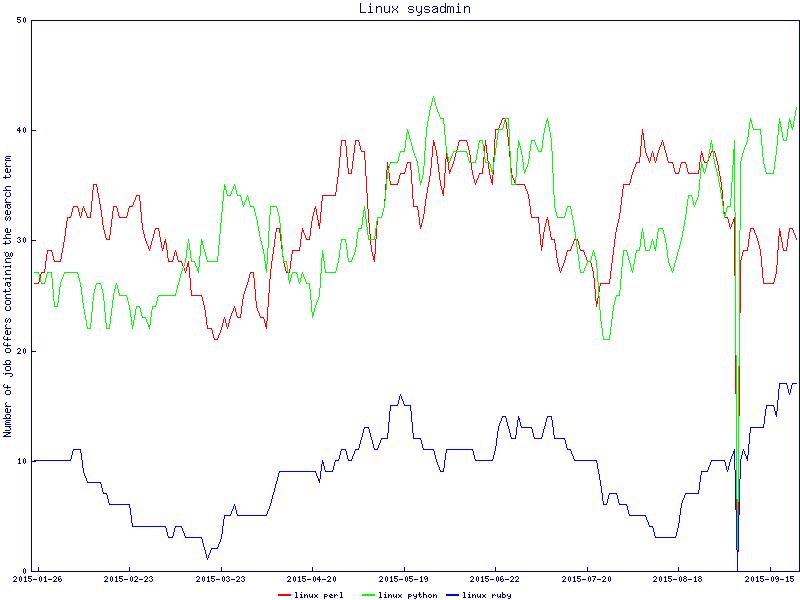 Linux sysadmin
50
40
30
20
10
0
Number of job offers containing the search term
2015-01-26 2015-02-23 2015-03-23 2015-04-20 2015-05-19 2015-06-22 2015-07-20 2015-08-18 2015-09-15
linux perl linux python linux ruby